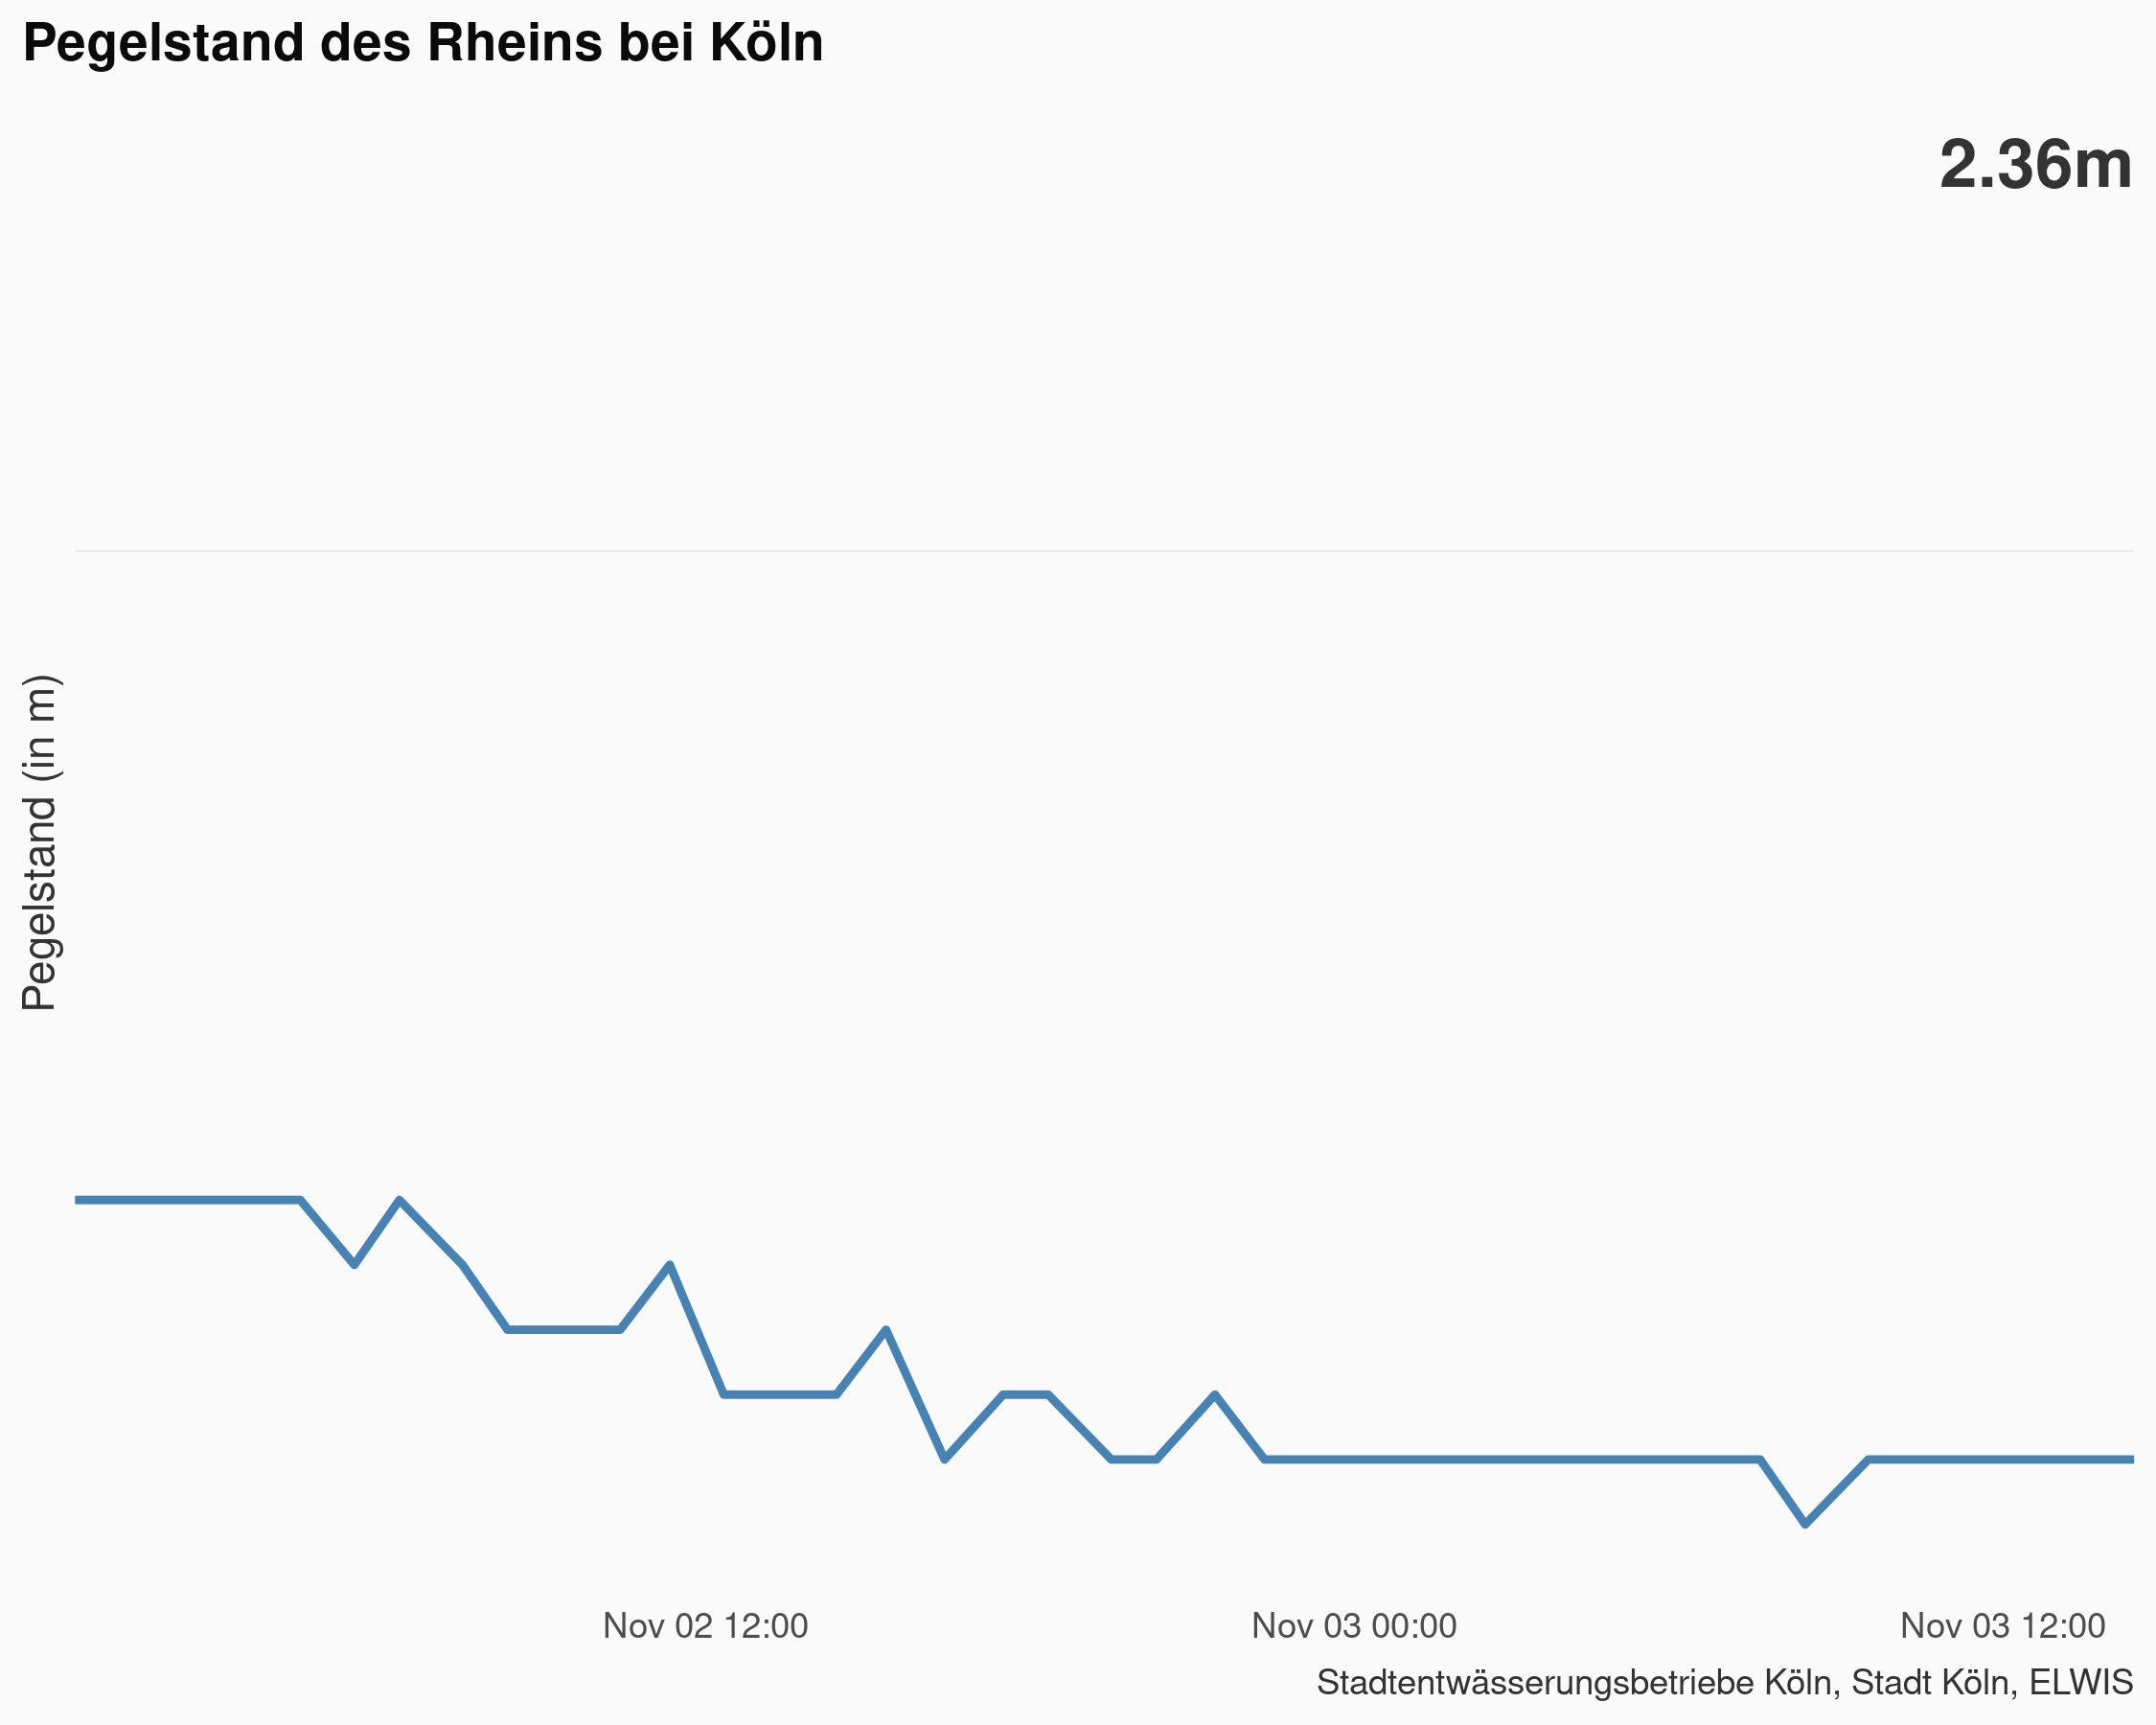 Pegelstand des Rheins bei Köln
2.36m
Pegelstand (in m)
Nov 02 12:00
Nov 03 00:00
Nov 03 12:00
Stadtentwässerungsbetriebe Köln, Stadt Köln, ELWIS